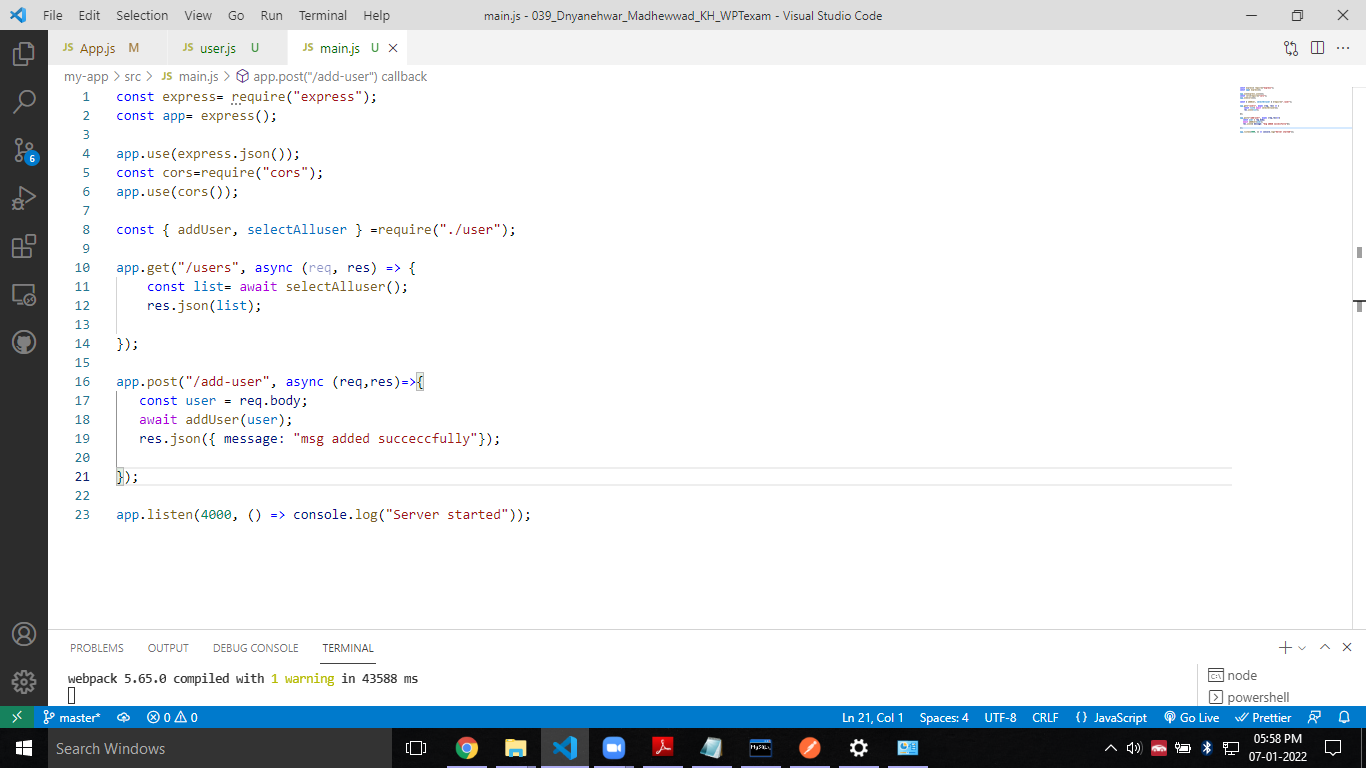 File Edit Selection View Go Run Terminal Help main.js - 039_Dnyanehwar_Madhewwad_KH_WPTexam - Visual Studio Code
JS App.js M JS user.js U JS main.js U
my-app > src > JS main.js > app.post("/add-user") callback
1 const express= require("express");
2 const app= express();
3
4 app.use(express.json());
5 const cors=require("cors");
6 app.use(cors());
7
8 const { addUser, selectAlluser } =require("./user");
9
10 app.get("/users", async (req, res) => {
11 const list= await selectAlluser();
12 res.json(list);
13
14 });
15
16 app.post("/add-user", async (req,res)=>{
17 const user = req.body;
18 await addUser(user);
19 res.json({ message: "msg added succeccfully"});
20
21 });
22
23 app.listen(4000, () => console.log("Server started"));
6
PROBLEMS OUTPUT DEBUG CONSOLE TERMINAL
webpack 5.65.0 compiled with 1 warning in 43588 ms
node
powershell
master* 0 0 Ln 21, Col 1 Spaces: 4 UTF-8 CRLF {} JavaScript Go Live Prettier
Search Windows
MySQL
05:58 PM
07-01-2022